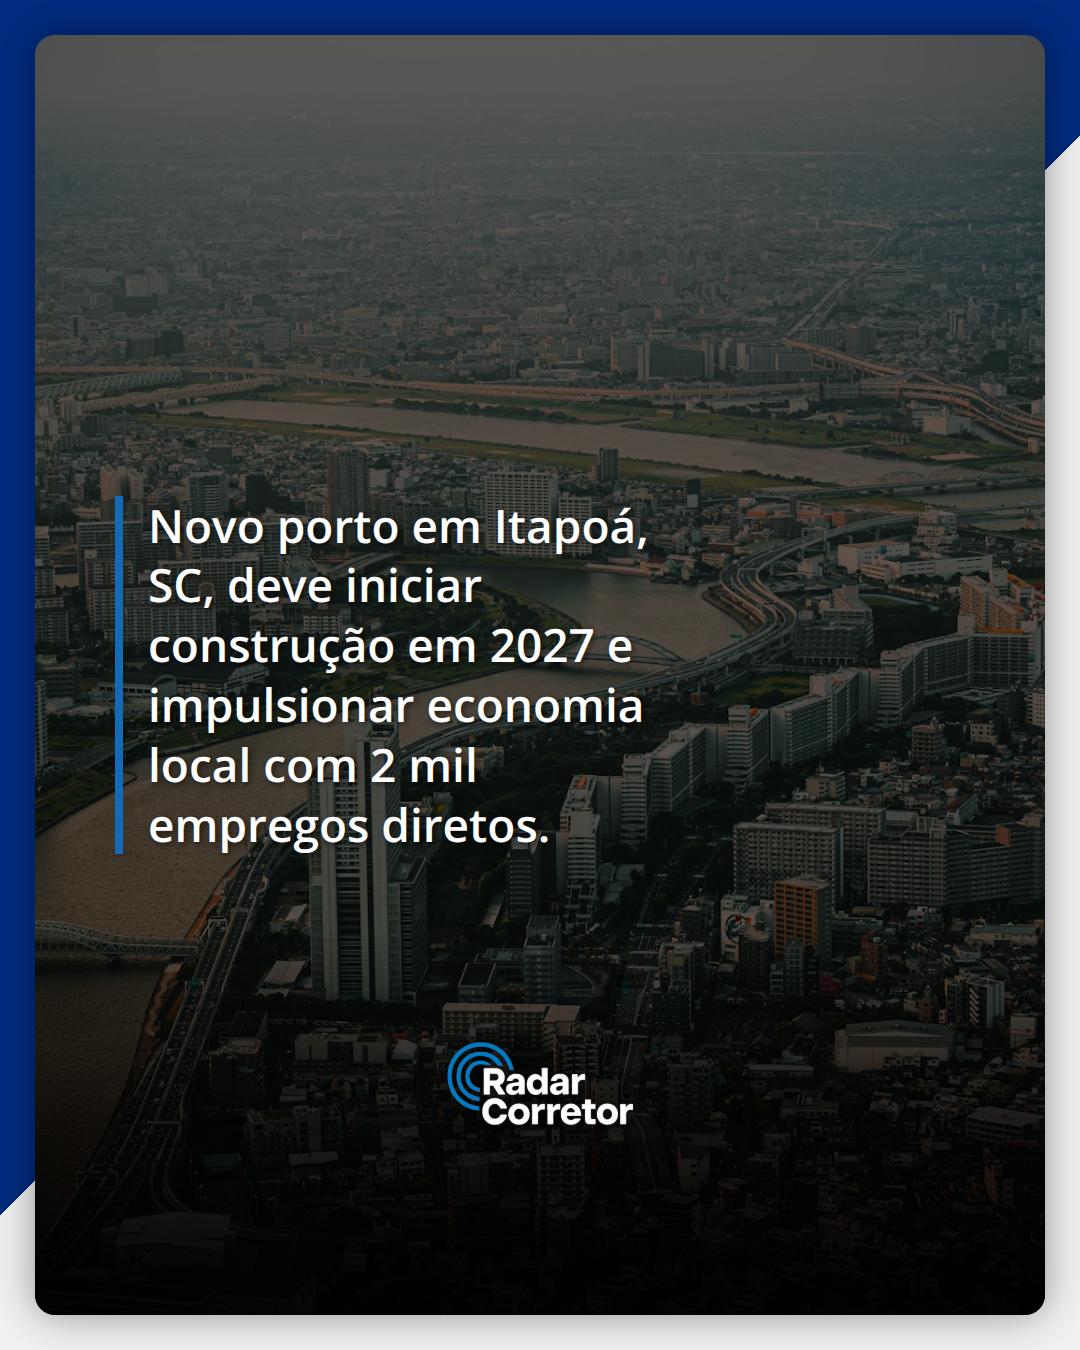 Novo porto em Itapoá,
SC, deve iniciar
construção em 2027 e
impulsionar economia
local com 2 mil
empregos diretos.
Radar
Corretor